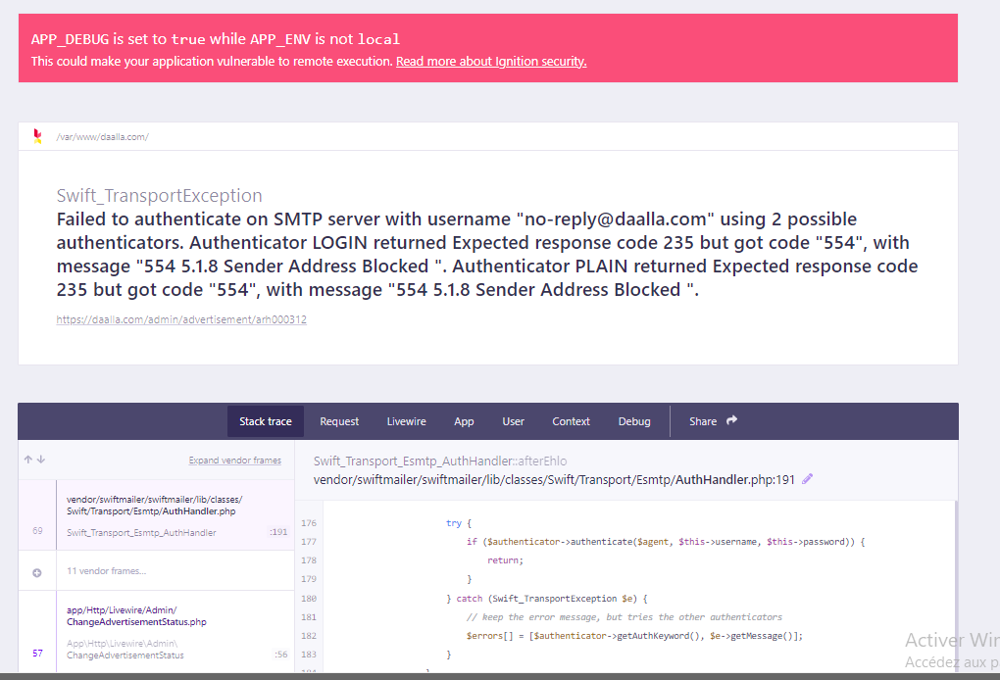 APP_DEBUG is set to true while APP_ENV is not local
This could make your application vulnerable to remote execution. Read more about Ignition security.
/var/www/daalla.com/
Swift_TransportException
Failed to authenticate on SMTP server with username "no-reply@daalla.com" using 2 possible
authenticators. Authenticator LOGIN returned Expected response code 235 but got code "554", with
message "554 5.1.8 Sender Address Blocked ". Authenticator PLAIN returned Expected response code
235 but got code "554", with message "554 5.1.8 Sender Address Blocked ".
https://daalla.com/admin/advertisement/arh000312
Stack trace Request Livewire App User Context Debug Share
Expand vendor frames
vendor/swiftmailer/swiftmailer/lib/classes/
Swift/Transport/Esmtp/AuthHandler.php
69 Swift_Transport_Esmtp_AuthHandler :191
11 vendor frames...
app/Http/Livewire/Admin/
ChangeAdvertisementStatus.php
App\Http\Livewire\Admin\
57 ChangeAdvertisementStatus :56
Swift_Transport_Esmtp_AuthHandler::afterEhlo
vendor/swiftmailer/swiftmailer/lib/classes/Swift/Transport/Esmtp/AuthHandler.php:191
176 try {
177 if ($authenticator->authenticate($agent, $this->username, $this->password)) {
178 return;
179 }
180 } catch (Swift_TransportException $e) {
181 // keep the error message, but tries the other authenticators
182 $errors[] = [$authenticator->getAuthKeyword(), $e->getMessage()];
183 }
Activer Win
Accédez aux p